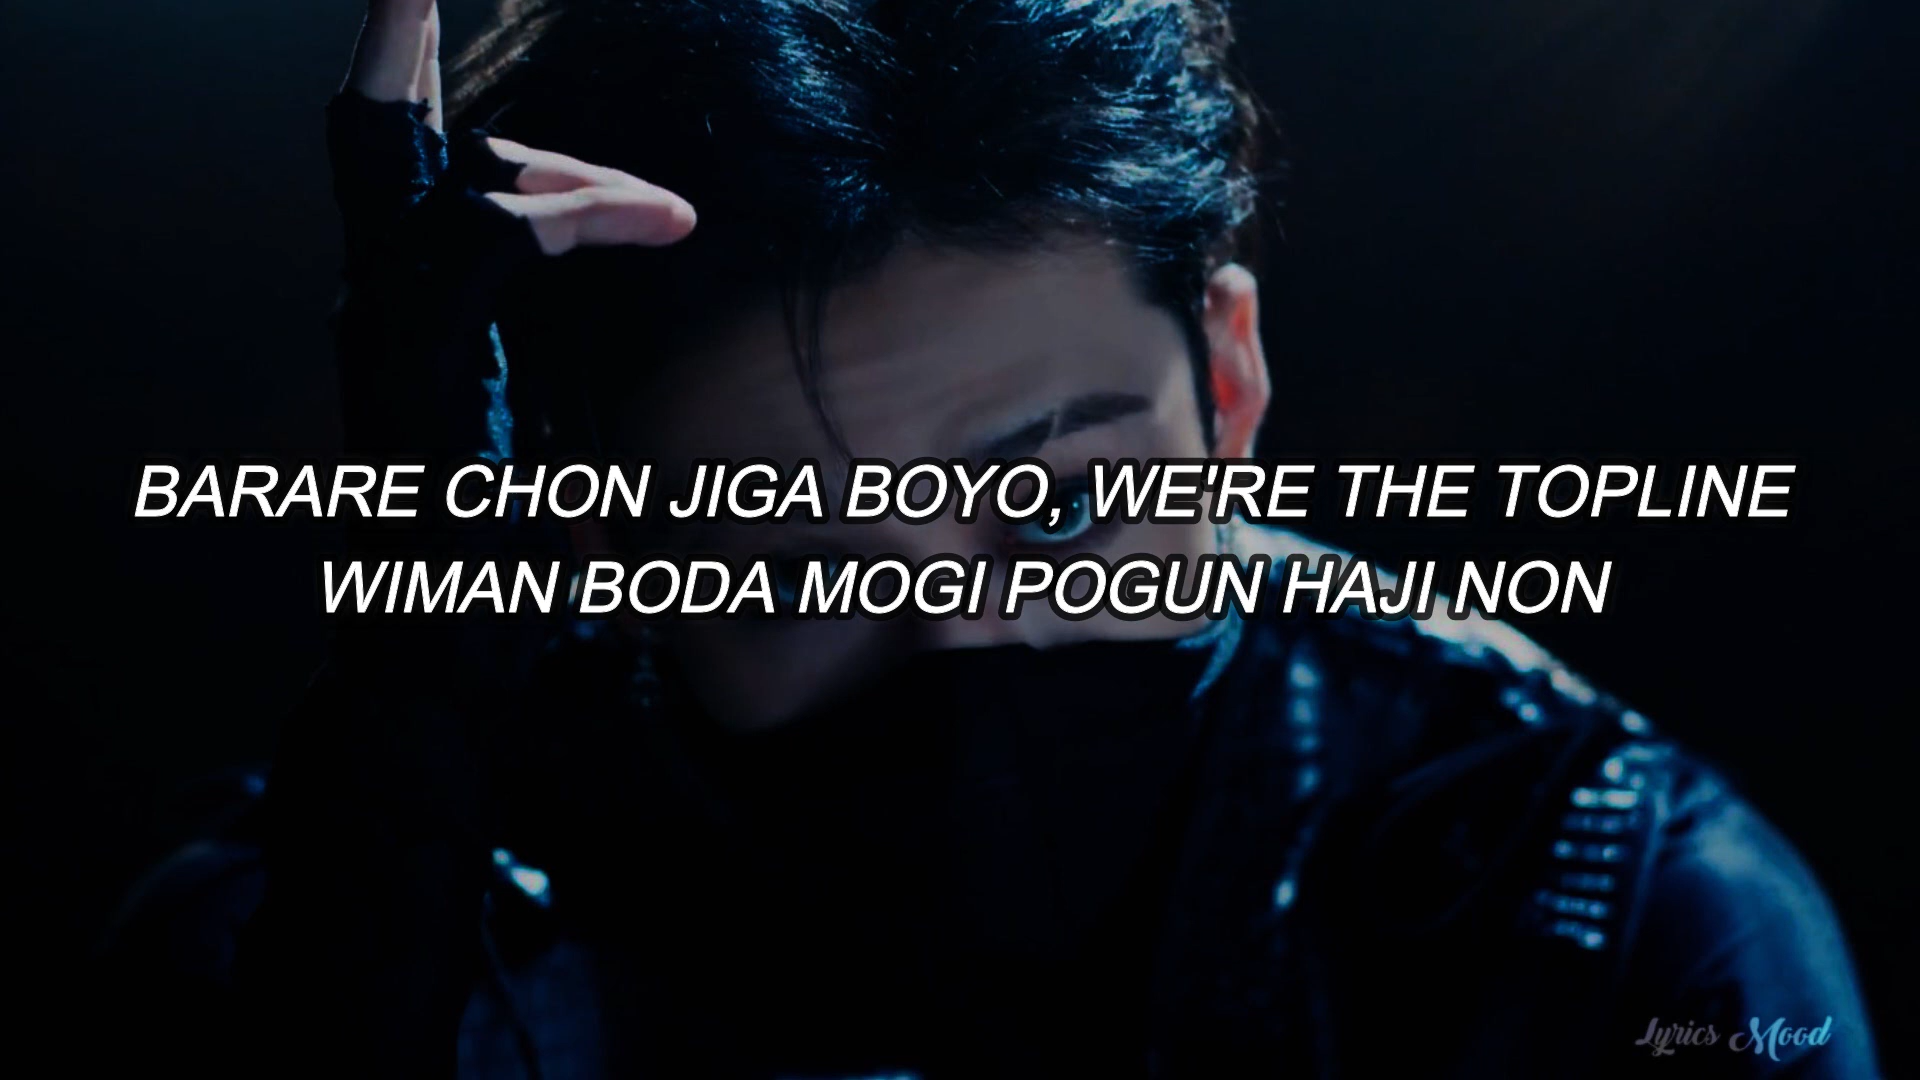 BARARE CHON JIGA BOYO, WE'RE THE TOPLINE
WIMAN BODA MOGI POGUN HAJI NON
Lyrics Mood